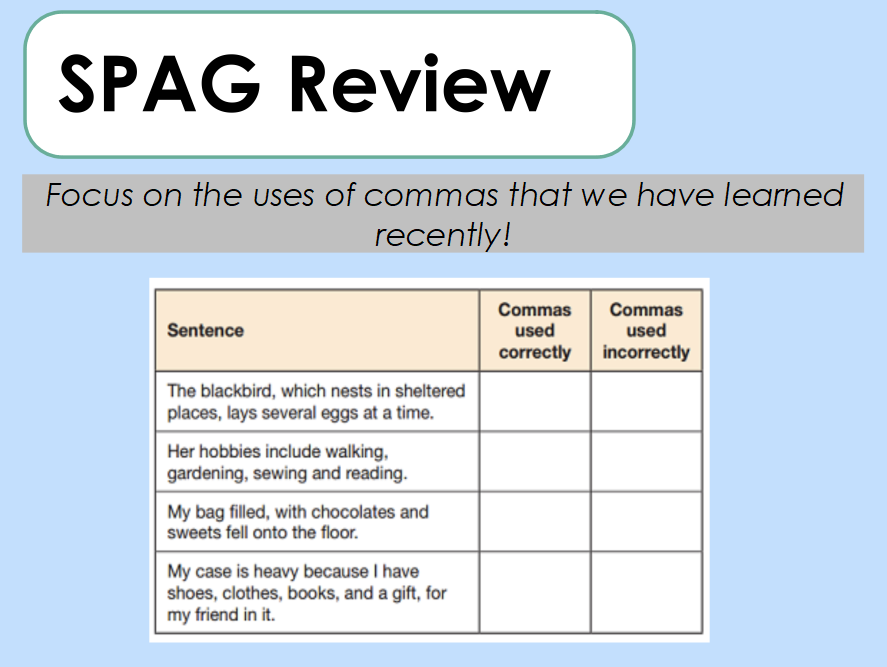 SPAG Review
Focus on the uses of commas that we have learned
recently!
Sentence
Commas
used
correctly
Commas
used
incorrectly
The blackbird, which nests in sheltered
places, lays several eggs at a time.
Her hobbies include walking,
gardening, sewing and reading.
My bag filled, with chocolates and
sweets fell onto the floor.
My case is heavy because I have
shoes, clothes, books, and a gift, for
my friend in it.